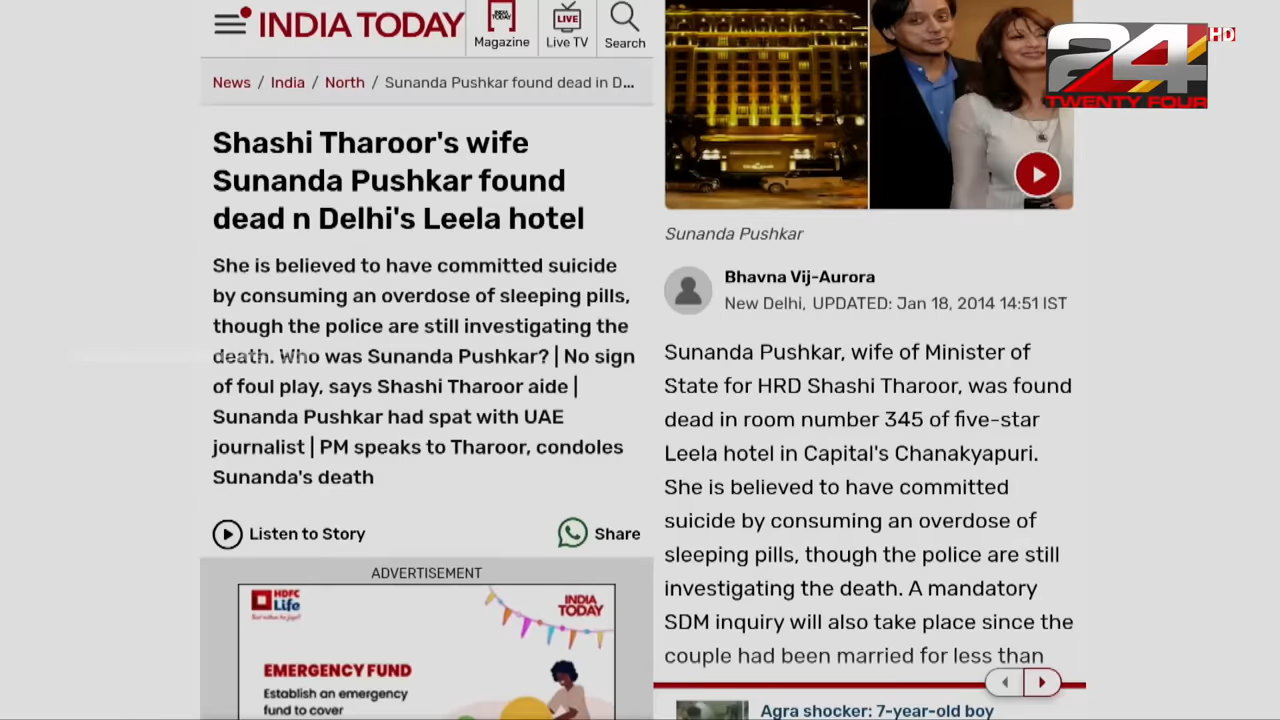 INDIA TODAY
INDIA TODAY
Magazine
LIVE
Live TV
Search
News / India / North / Sunanda Pushkar found dead in D...
Shashi Tharoor's wife
Sunanda Pushkar found
dead n Delhi's Leela hotel
She is believed to have committed suicide
by consuming an overdose of sleeping pills,
though the police are still investigating the
death. Who was Sunanda Pushkar? | No sign
of foul play, says Shashi Tharoor aide |
Sunanda Pushkar had spat with UAE
journalist | PM speaks to Tharoor, condoles
Sunanda's death
Listen to Story
Share
ADVERTISEMENT
HDFC
Life
INDIA
TODAY
EMERGENCY FUND
Establish an emergency
fund to cover
24
HD
TWENTY FOUR
Sunanda Pushkar
Bhavna Vij-Aurora
New Delhi, UPDATED: Jan 18, 2014 14:51 IST
Sunanda Pushkar, wife of Minister of
State for HRD Shashi Tharoor, was found
dead in room number 345 of five-star
Leela hotel in Capital's Chanakyapuri.
She is believed to have committed
suicide by consuming an overdose of
sleeping pills, though the police are still
investigating the death. A mandatory
SDM inquiry will also take place since the
couple had been married for less than
Agra shocker: 7-year-old boy